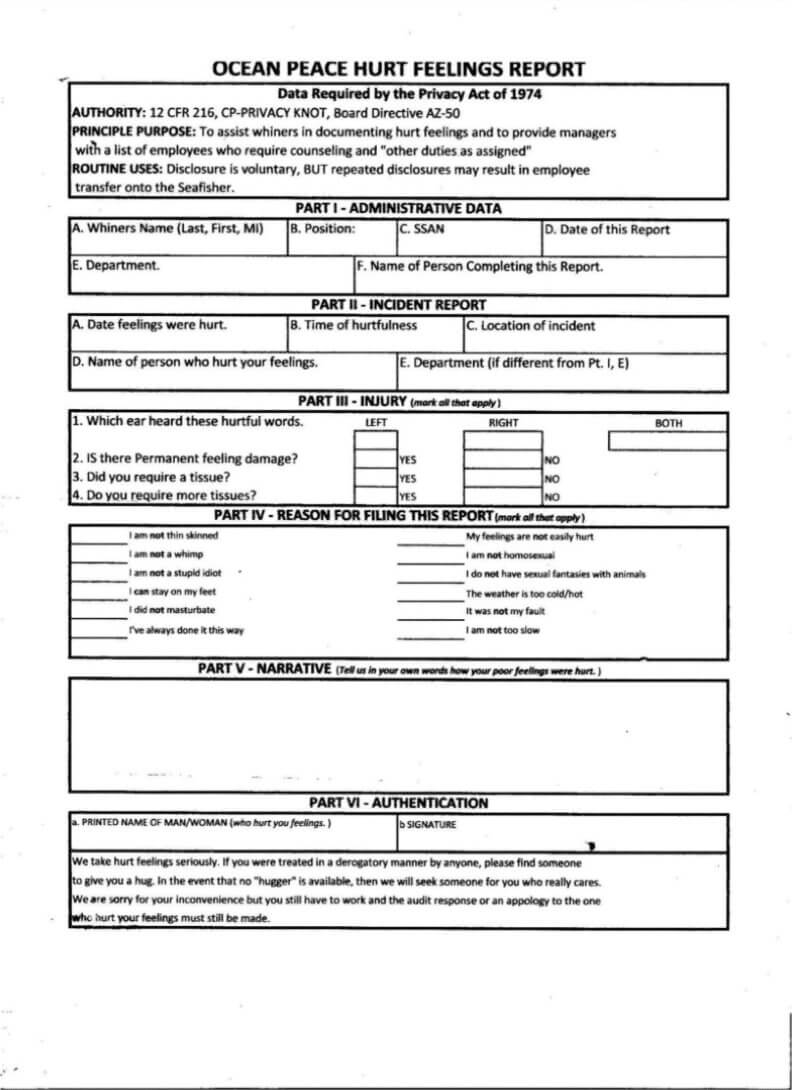 OCEAN PEACE HURT FEELINGS REPORT
Data Required by the Privacy Act of 1974
AUTHORITY: 12 CFR 216, CP-PRIVACY KNOT, Board Directive AZ-50
PRINCIPLE PURPOSE: To assist whiners in documenting hurt feelings and to provide managers
with a list of employees who require counseling and "other duties as assigned"
ROUTINE USES: Disclosure is voluntary, BUT repeated disclosures may result in employee
transfer onto the Seafisher.
PART I - ADMINISTRATIVE DATA
A. Whiners Name (Last, First, MI) B. Position: C. SSAN D. Date of this Report
E. Department. F. Name of Person Completing this Report.
PART II - INCIDENT REPORT
A. Date feelings were hurt. B. Time of hurtfulness C. Location of incident
D. Name of person who hurt your feelings. E. Department (if different from Pt. I, E)
PART III - INJURY (mark all that apply)
1. Which ear heard these hurtful words. LEFT RIGHT BOTH
2. IS there Permanent feeling damage? YES NO
3. Did you require a tissue? YES NO
4. Do you require more tissues? YES NO
PART IV - REASON FOR FILING THIS REPORT (mark all that apply)
I am not thin skinned My feelings are not easily hurt
I am not a whimp I am not homosexual
I am not a stupid idiot I do not have sexual fantasies with animals
I can stay on my feet The weather is too cold/hot
I did not masturbate It was not my fault
I've always done it this way I am not too slow
PART V - NARRATIVE (Tell us in your own words how your poor feelings were hurt. )
PART VI - AUTHENTICATION
a. PRINTED NAME OF MAN/WOMAN (who hurt you feelings. ) b SIGNATURE
We take hurt feelings seriously. If you were treated in a derogatory manner by anyone, please find someone
to give you a hug. In the event that no "hugger" is available, then we will seek someone for you who really cares.
We are sorry for your inconvenience but you still have to work and the audit response or an appology to the one
who hurt your feelings must still be made.